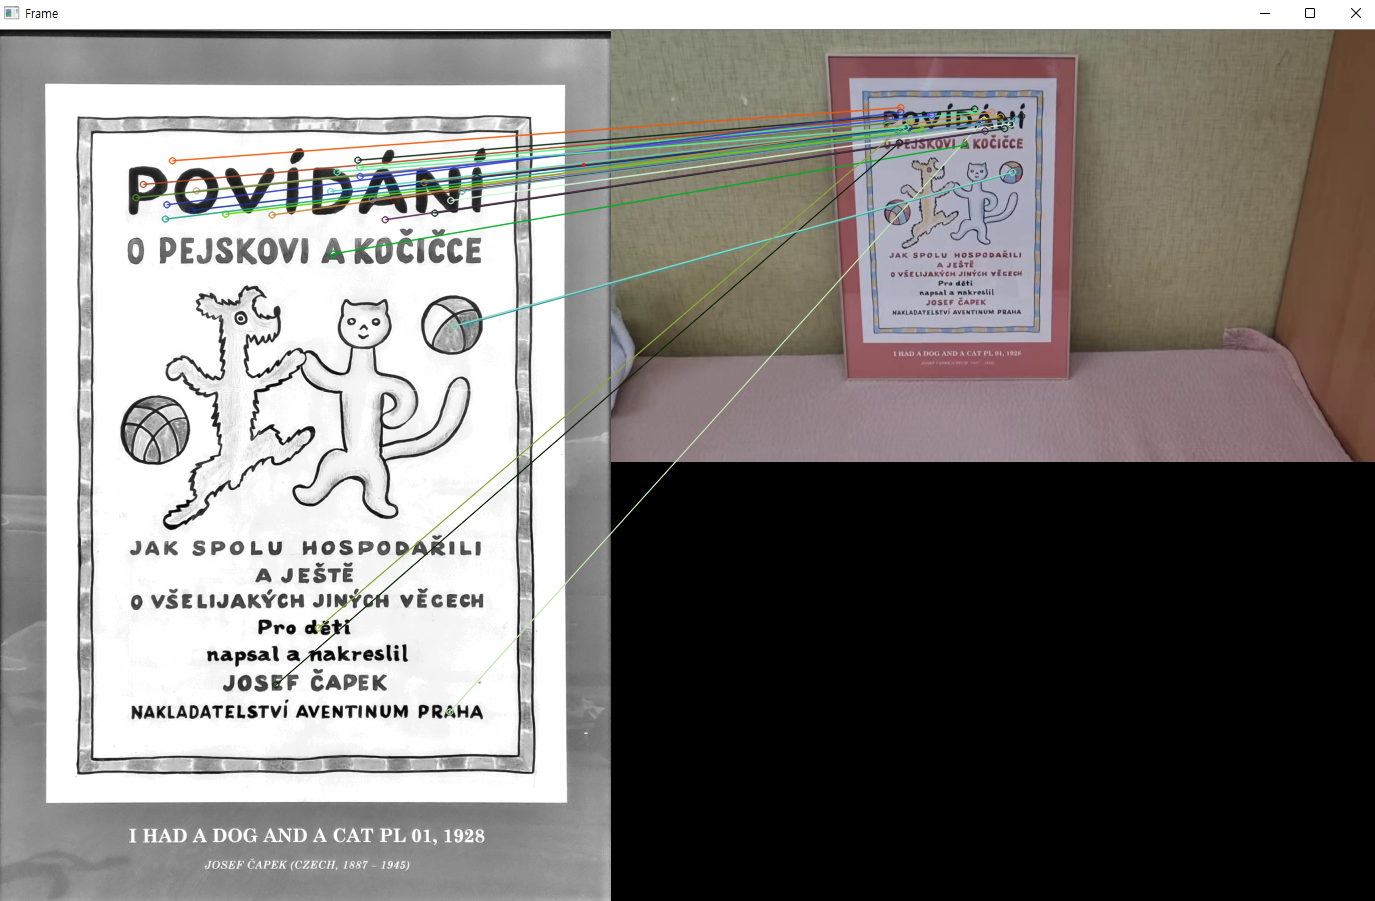 Frame
POVÍDÁNÍ
O PEJSKOVI A KOČIČCE
JAK SPOLU HOSPODAŘILI
A JEŠTĚ
O VŠELIJAKÝCH JINÝCH VĚCECH
Pro děti
napsal a nakreslil
JOSEF ČAPEK
NAKLADATELSTVÍ AVENTINUM PRAHA
I HAD A DOG AND A CAT PL 01, 1928
JOSEF ČAPEK (CZECH, 1887 – 1945)
POVÍDÁNÍ
O PEJSKOVI A KOČIČCE
JAK SPOLU HOSPODAŘILI
A JEŠTĚ
O VŠELIJAKÝCH JINÝCH VĚCECH
Pro děti
napsal a nakreslil
JOSEF ČAPEK
NAKLADATELSTVÍ AVENTINUM PRAHA
I HAD A DOG AND A CAT PL 01, 1928